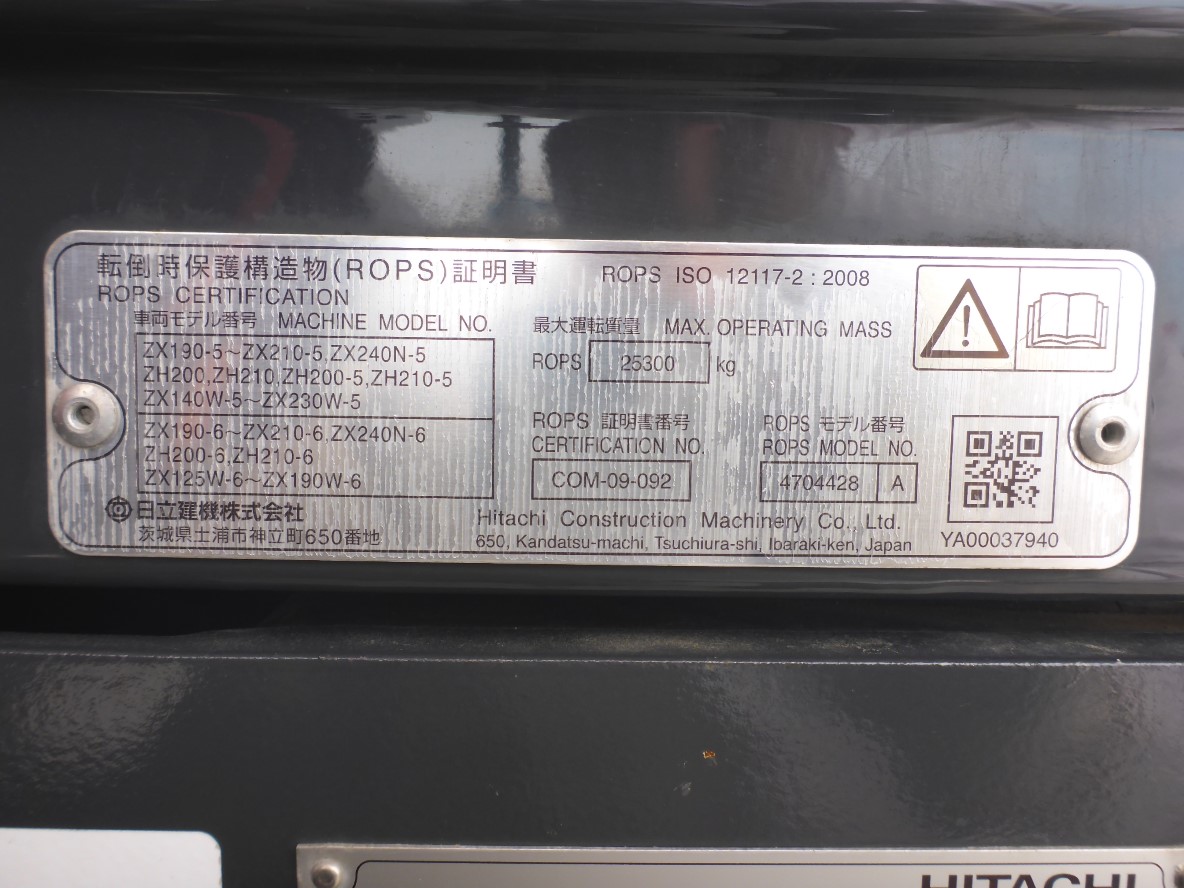 転倒時保護構造物(ROPS)証明書
ROPS CERTIFICATION
ROPS ISO 12117-2 : 2008
車両モデル番号 MACHINE MODEL NO.
ZX190-5～ZX210-5,ZX240N-5
ZH200,ZH210,ZH200-5,ZH210-5
ZX140W-5～ZX230W-5
ZX190-6～ZX210-6,ZX240N-6
ZH200-6,ZH210-6
ZX125W-6～ZX190W-6
最大運転質量 MAX. OPERATING MASS
ROPS 25300 kg
ROPS 証明書番号
CERTIFICATION NO.
COM-09-092
ROPS モデル番号
ROPS MODEL NO.
4704428 A
日立建機株式会社
茨城県土浦市神立町650番地
Hitachi Construction Machinery Co., Ltd.
650, Kandatsu-machi, Tsuchiura-shi, Ibaraki-ken, Japan
YA00037940
HITACHI